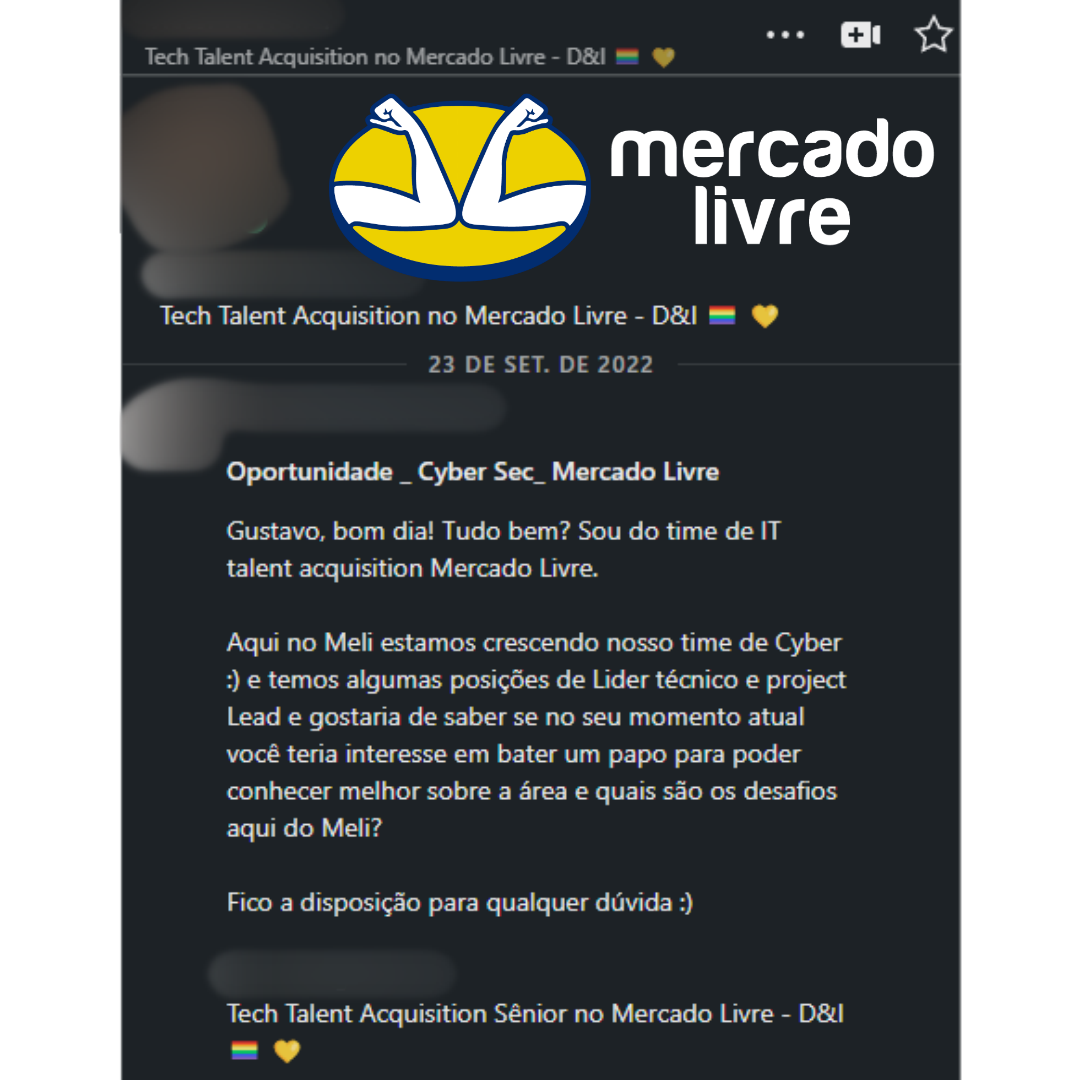 Tech Talent Acquisition no Mercado Livre - D&I 🏳️‍🌈 💛
mercado
livre
Tech Talent Acquisition no Mercado Livre - D&I 🏳️‍🌈 💛
23 DE SET. DE 2022
Oportunidade _ Cyber Sec_ Mercado Livre
Gustavo, bom dia! Tudo bem? Sou do time de IT
talent acquisition Mercado Livre.
Aqui no Meli estamos crescendo nosso time de Cyber
:) e temos algumas posições de Lider técnico e project
Lead e gostaria de saber se no seu momento atual
você teria interesse em bater um papo para poder
conhecer melhor sobre a área e quais são os desafios
aqui do Meli?
Fico a disposição para qualquer dúvida :)
Tech Talent Acquisition Sênior no Mercado Livre - D&I
🏳️‍🌈 💛